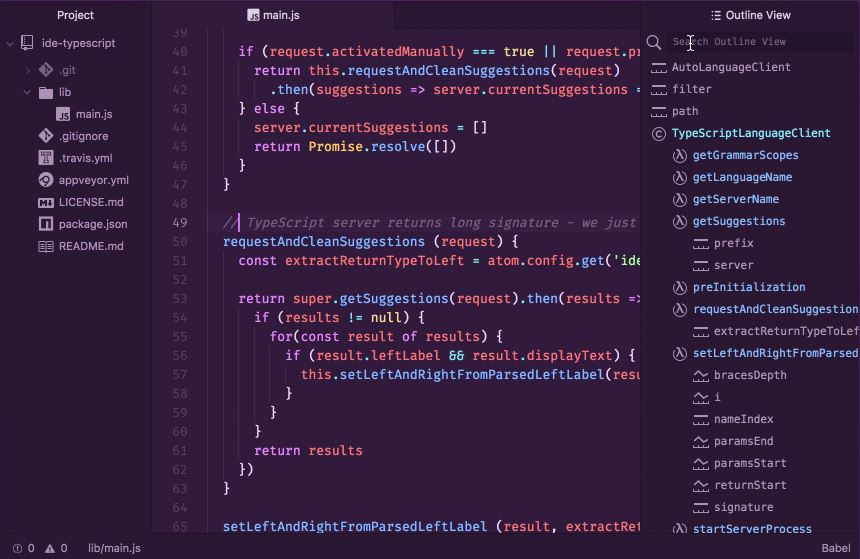 Project
ide-typescript
.git
lib
main.js
.gitignore
.travis.yml
appveyor.yml
LICENSE.md
package.json
README.md
main.js
39
40 if (request.activatedManually === true || request.pr
41 return this.requestAndCleanSuggestions(request)
42 .then(suggestions => server.currentSuggestions =
43 } else {
44 server.currentSuggestions = []
45 return Promise.resolve([])
46 }
47 }
48
49 // TypeScript server returns long signature - we just
50 requestAndCleanSuggestions (request) {
51 const extractReturnTypeToLeft = atom.config.get('ide
52
53 return super.getSuggestions(request).then(results =>
54 if (results != null) {
55 for(const result of results) {
56 if (result.leftLabel && result.displayText) {
57 this.setLeftAndRightFromParsedLeftLabel(resu
58 }
59 }
60 }
61 return results
62 })
63 }
64
65 setLeftAndRightFromParsedLeftLabel (result, extractRet
Outline View
Search Outline View
AutoLanguageClient
filter
path
TypeScriptLanguageClient
getGrammarScopes
getLanguageName
getServerName
getSuggestions
prefix
server
preInitialization
requestAndCleanSuggestion
extractReturnTypeToLef
setLeftAndRightFromParsed
bracesDepth
i
nameIndex
paramsEnd
paramsStart
returnStart
signature
startServerProcess
0 0 lib/main.js
Babel